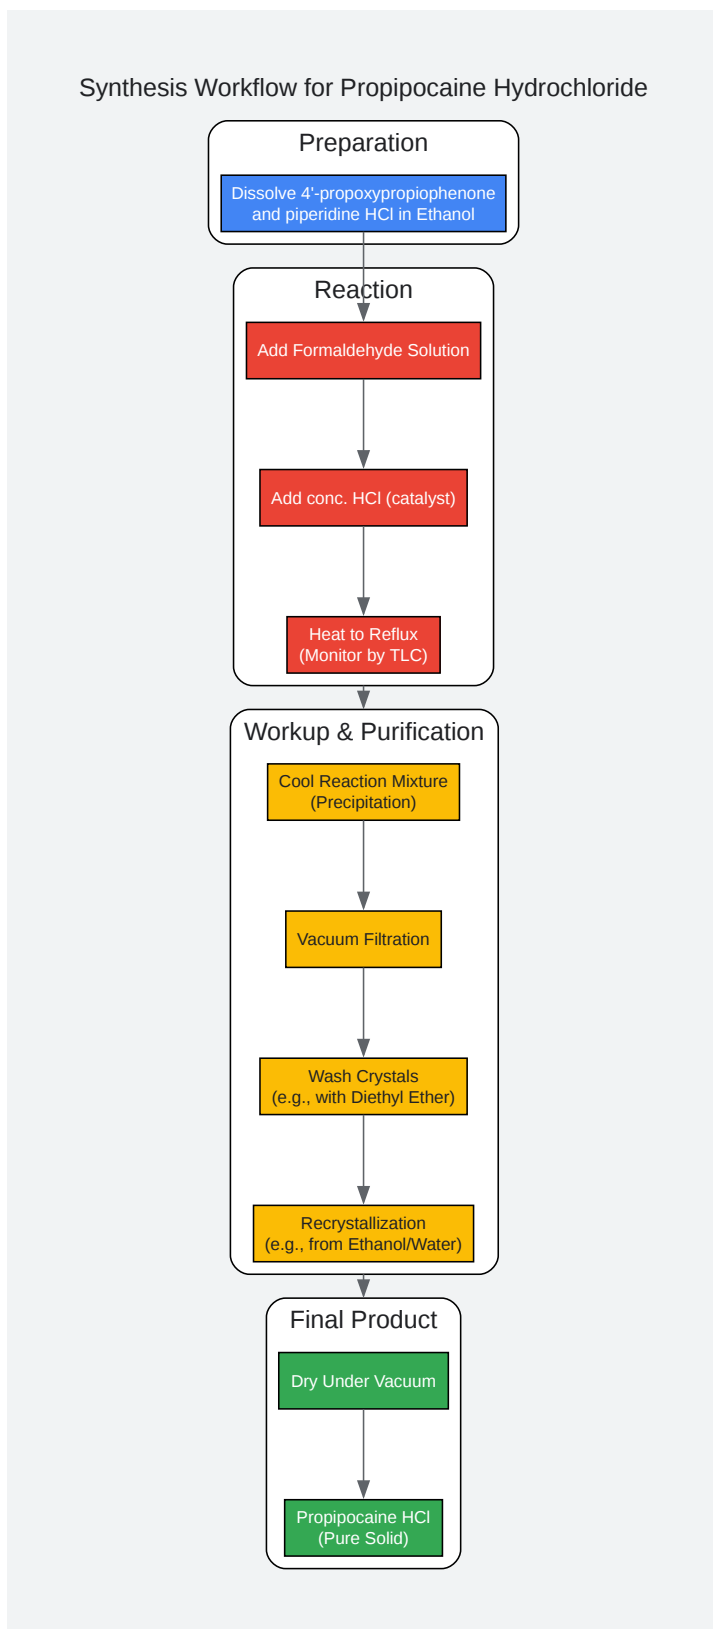 Synthesis Workflow for Propipocaine Hydrochloride
Preparation
Dissolve 4'-propoxypropiophenone
and piperidine HCl in Ethanol
Reaction
Add Formaldehyde Solution
Add conc. HCl (catalyst)
Heat to Reflux
(Monitor by TLC)
Workup & Purification
Cool Reaction Mixture
(Precipitation)
Vacuum Filtration
Wash Crystals
(e.g., with Diethyl Ether)
Recrystallization
(e.g., from Ethanol/Water)
Final Product
Dry Under Vacuum
Propipocaine HCl
(Pure Solid)